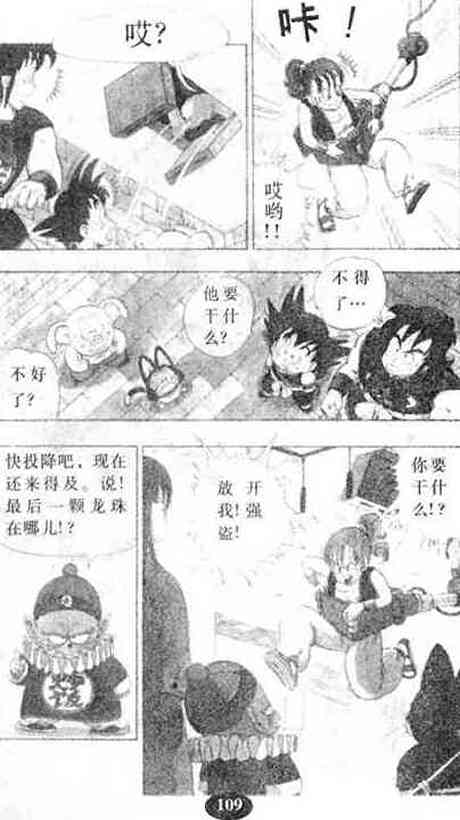 哎?
咔!
哎
哟
!!
不好
了?
他要
干什
么?
不得
了…
快投降吧,现在
还来得及。说!
最后一颗龙珠
在哪儿!?
放开
我!强
盗!
你要
干什
么!?
109